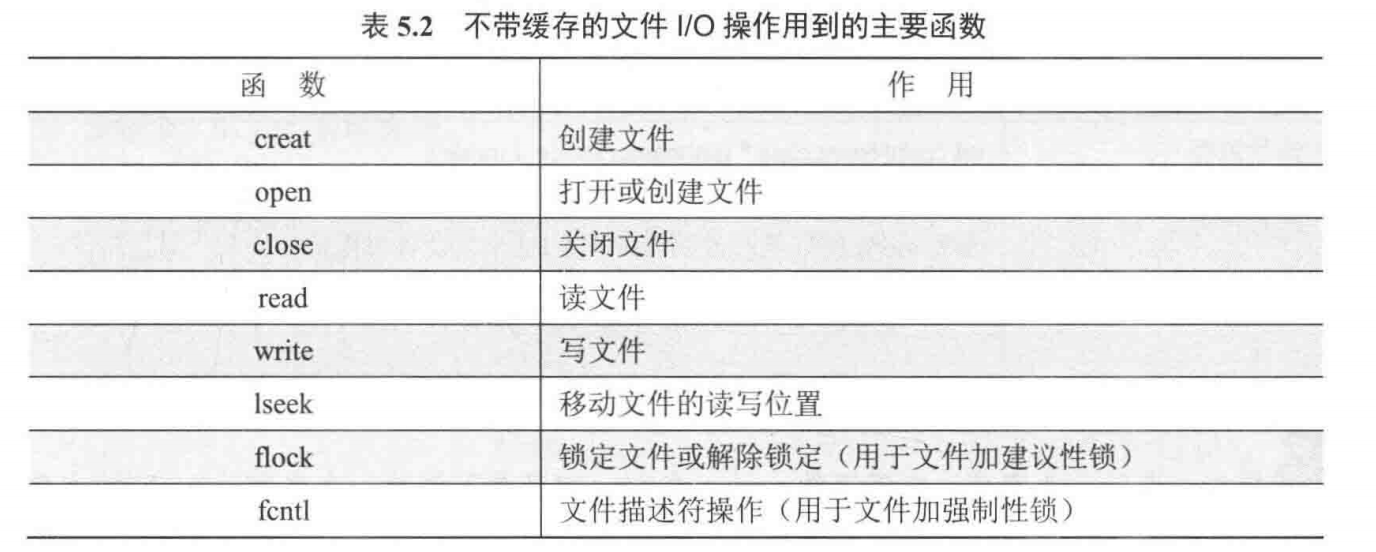 表 5.2 不带缓存的文件 I/O 操作用到的主要函数
函 数 作 用
creat 创建文件
open 打开或创建文件
close 关闭文件
read 读文件
write 写文件
lseek 移动文件的读写位置
flock 锁定文件或解除锁定（用于文件加建议性锁）
fcntl 文件描述符操作（用于文件加强制性锁）